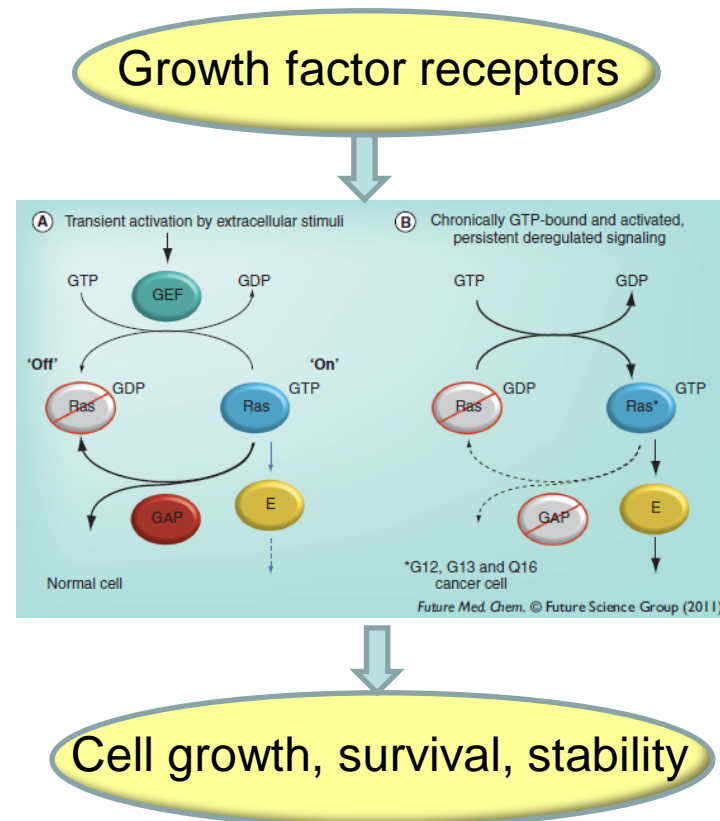 Growth factor receptors
A Transient activation by extracellular stimuli
GTP GEF GDP
'Off' 'On'
Ras GDP Ras GTP
GAP E
Normal cell
B Chronically GTP-bound and activated,
persistent deregulated signaling
GTP GDP
Ras GDP Ras* GTP
GAP E
*G12, G13 and Q16
cancer cell
Future Med. Chem. © Future Science Group (2011)
Cell growth, survival, stability